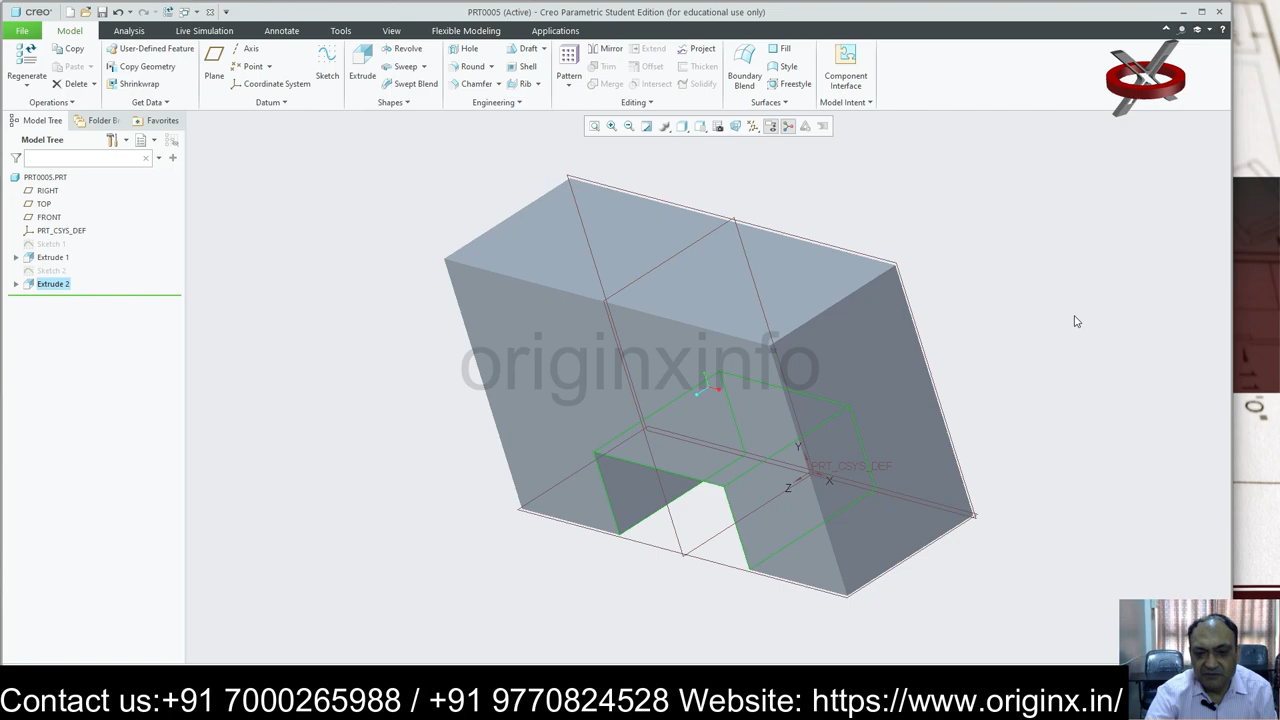 creo
PRT0005 (Active) - Creo Parametric Student Edition (for educational use only)
File Model Analysis Live Simulation Annotate Tools View Flexible Modeling Applications
Regenerate
Copy
Paste
Delete
Operations
User-Defined Feature
Copy Geometry
Shrinkwrap
Get Data
Plane
Axis
Point
Coordinate System
Sketch
Datum
Extrude
Revolve
Sweep
Swept Blend
Shapes
Hole
Round
Chamfer
Draft
Shell
Rib
Engineering
Pattern
Mirror
Trim
Merge
Extend
Offset
Intersect
Project
Thicken
Solidify
Editing
Boundary
Blend
Fill
Style
Freestyle
Surfaces
Component
Interface
Model Intent
Model Tree Folder B Favorites
Model Tree
PRT0005.PRT
RIGHT
TOP
FRONT
PRT_CSYS_DEF
Sketch 1
Extrude 1
Sketch 2
Extrude 2
originxinfo
Y
PRT_CSYS_DEF
X
Z
Contact us:+91 7000265988 / +91 9770824528 Website: https://www.originx.in/